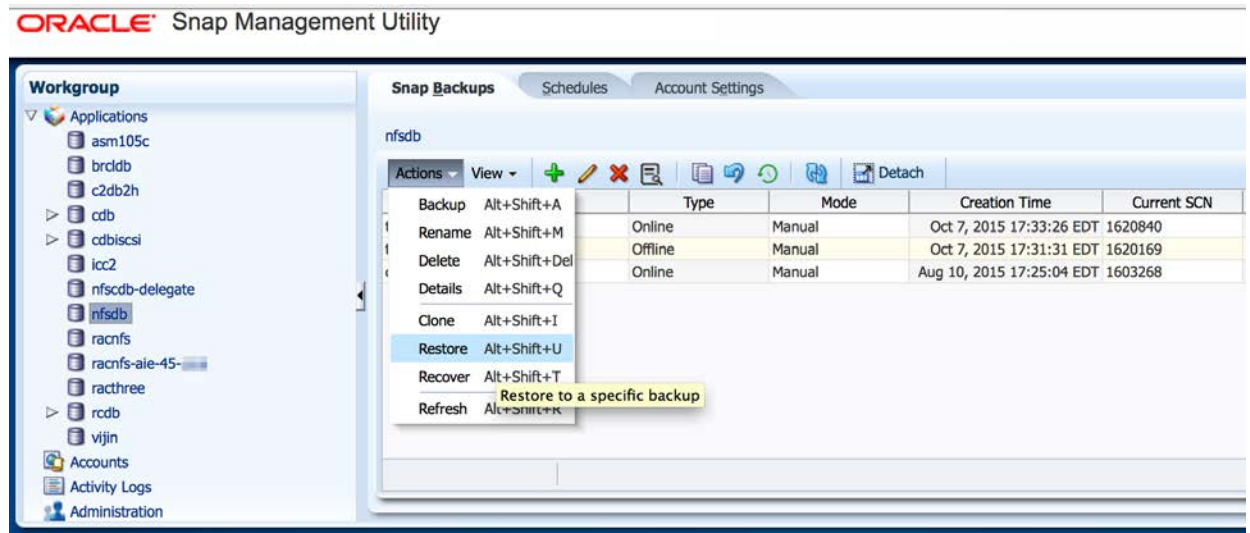 ORACLE Snap Management Utility
Workgroup
Applications
asm105c
brcldb
c2db2h
cdb
cdbiscsi
icc2
nfscdb-delegate
nfsdb
racnfs
racnfs-aie-45-
racthree
rcdb
vijin
Accounts
Activity Logs
Administration
Snap Backups Schedules Account Settings
nfsdb
Actions View Detach
Type Mode Creation Time Current SCN
Online Manual Oct 7, 2015 17:33:26 EDT 1620840
Offline Manual Oct 7, 2015 17:31:31 EDT 1620169
Online Manual Aug 10, 2015 17:25:04 EDT 1603268
Backup Alt+Shift+A
Rename Alt+Shift+M
Delete Alt+Shift+Del
Details Alt+Shift+Q
Clone Alt+Shift+I
Restore Alt+Shift+U
Recover Alt+Shift+T
Restore to a specific backup
Refresh Alt+Shift+R